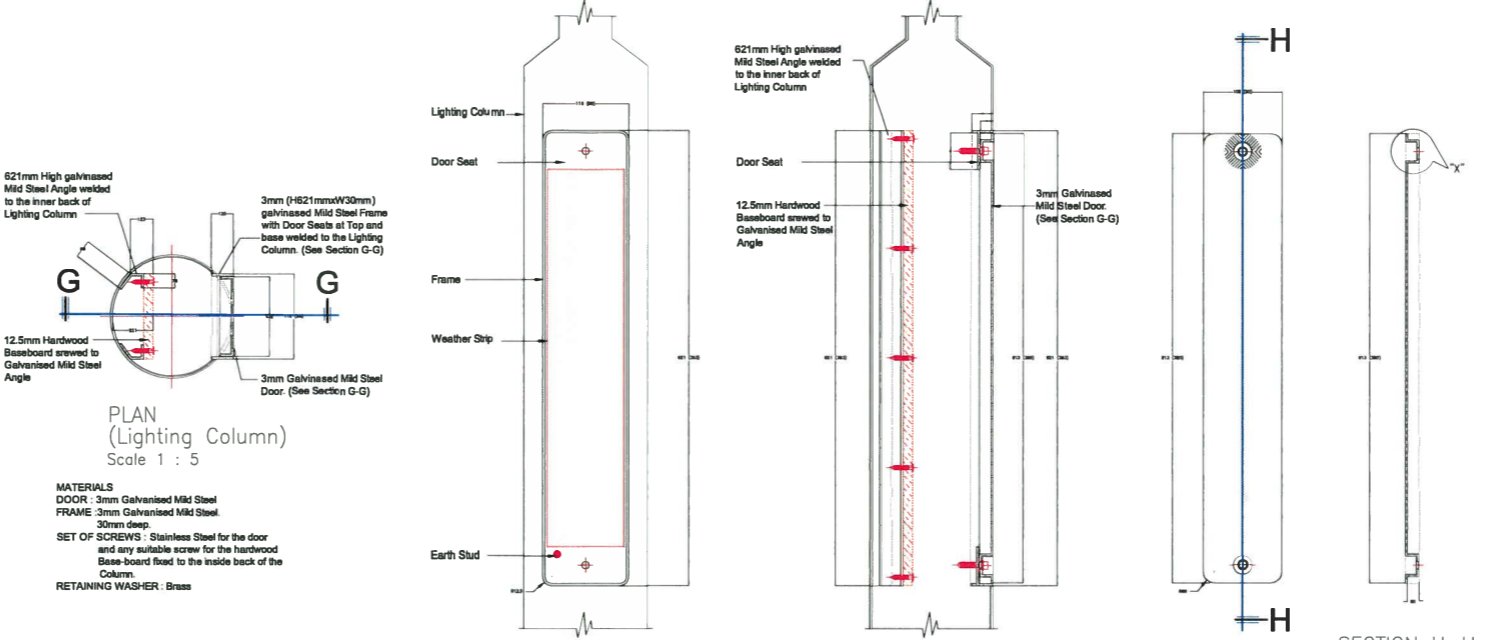 621mm High galvinased
Mild Steel Angle welded
to the inner back of
Lighting Column
3mm (H621mmxW30mm)
galvinased Mild Steel Frame
with Door Seats at Top and
base welded to the Lighting
Column. (See Section G-G)
G
G
12.5mm Hardwood
Baseboard srewed to
Galvanised Mild Steel
Angle
3mm Galvinased Mild Steel
Door. (See Section G-G)
PLAN
(Lighting Column)
Scale 1 : 5
MATERIALS
DOOR : 3mm Galvanised Mild Steel
FRAME :3mm Galvanised Mild Steel.
30mm deep.
SET OF SCREWS : Stainless Steel for the door
and any suitable screw for the hardwood
Base-board fixed to the inside back of the
Column.
RETAINING WASHER : Brass
Lighting Column
Door Seat
Frame
Weather Strip
Earth Stud
621mm High galvinased
Mild Steel Angle welded
to the inner back of
Lighting Column
Door Seat
12.5mm Hardwood
Baseboard srewed to
Galvanised Mild Steel
Angle
3mm Galvanised
Mild Steel Door.
(See Section G-G)
H
H
"X"